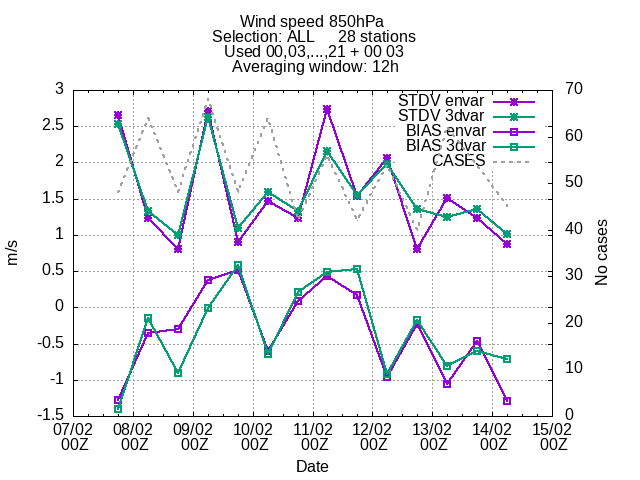 Wind speed 850hPa
Selection: ALL 28 stations
Used 00,03,...,21 + 00 03
Averaging window: 12h
3 70
STDV envar
STDV 3dvar
BIAS envar
BIAS 3dvar
CASES
2.5 60
2 50
1.5
1 40
0.5 30
0
-0.5 20
-1 10
-1.5 0
m/s
No cases
07/02 08/02 09/02 10/02 11/02 12/02 13/02 14/02 15/02
00Z 00Z 00Z 00Z 00Z 00Z 00Z 00Z 00Z
Date